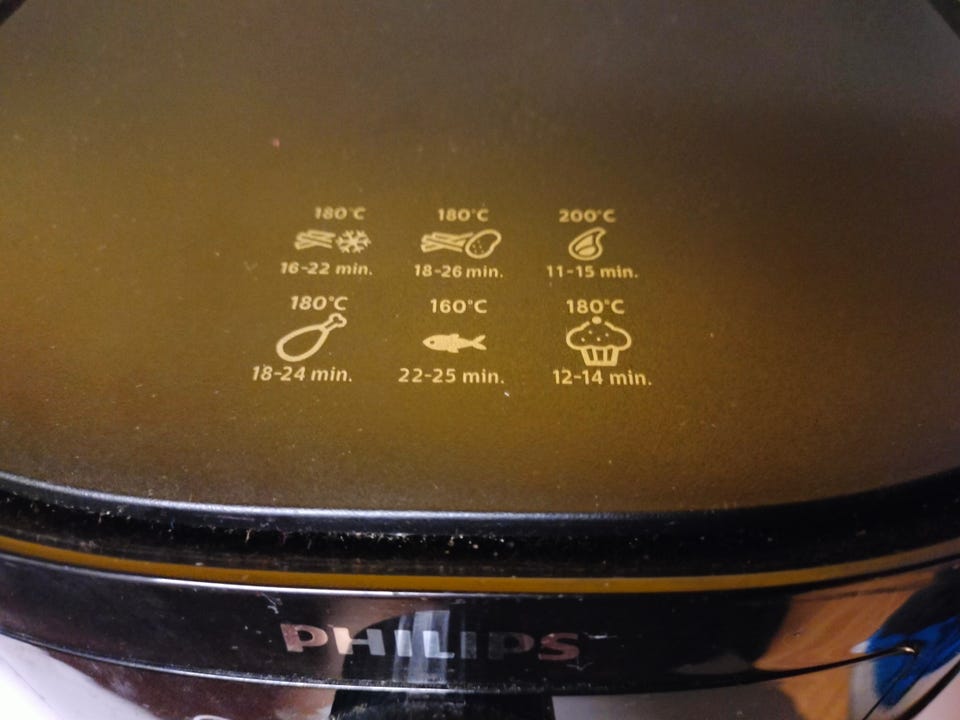 180°C 180°C 200°C
16-22 min. 18-26 min. 11-15 min.
180°C 160°C 180°C
18-24 min. 22-25 min. 12-14 min.
PHILIPS